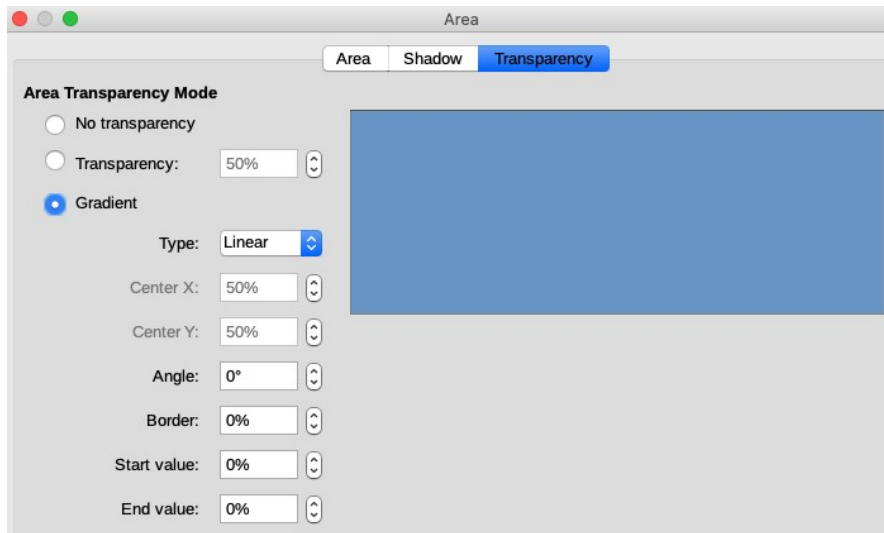 Area
Area Shadow Transparency
Area Transparency Mode
No transparency
Transparency: 50%
Gradient
Type: Linear
Center X: 50%
Center Y: 50%
Angle: 0°
Border: 0%
Start value: 0%
End value: 0%